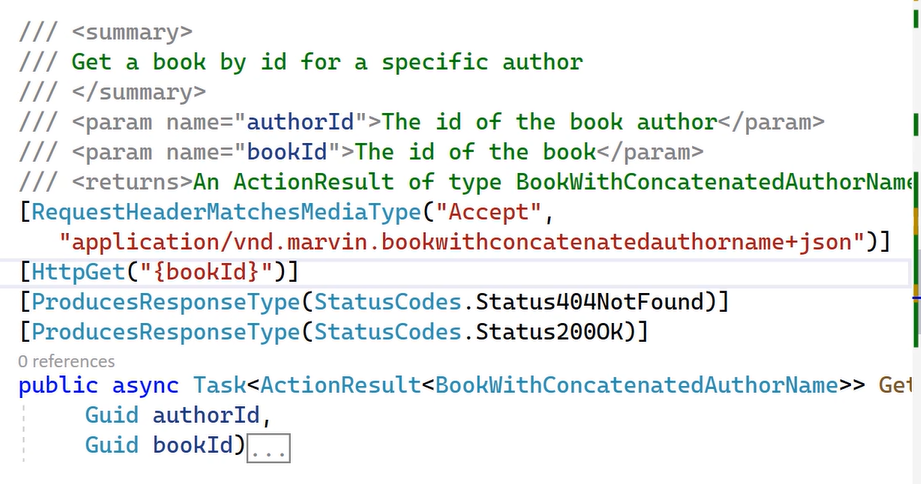 /// <summary>
/// Get a book by id for a specific author
/// </summary>
/// <param name="authorId">The id of the book author</param>
/// <param name="bookId">The id of the book</param>
/// <returns>An ActionResult of type BookWithConcatenatedAuthorName
[RequestHeaderMatchesMediaType("Accept",
"application/vnd.marvin.bookwithconcatenatedauthorname+json")]
[HttpGet("{bookId}")]
[ProducesResponseType(StatusCodes.Status404NotFound)]
[ProducesResponseType(StatusCodes.Status200OK)]
0 references
public async Task<ActionResult<BookWithConcatenatedAuthorName>> Get
Guid authorId,
Guid bookId)...